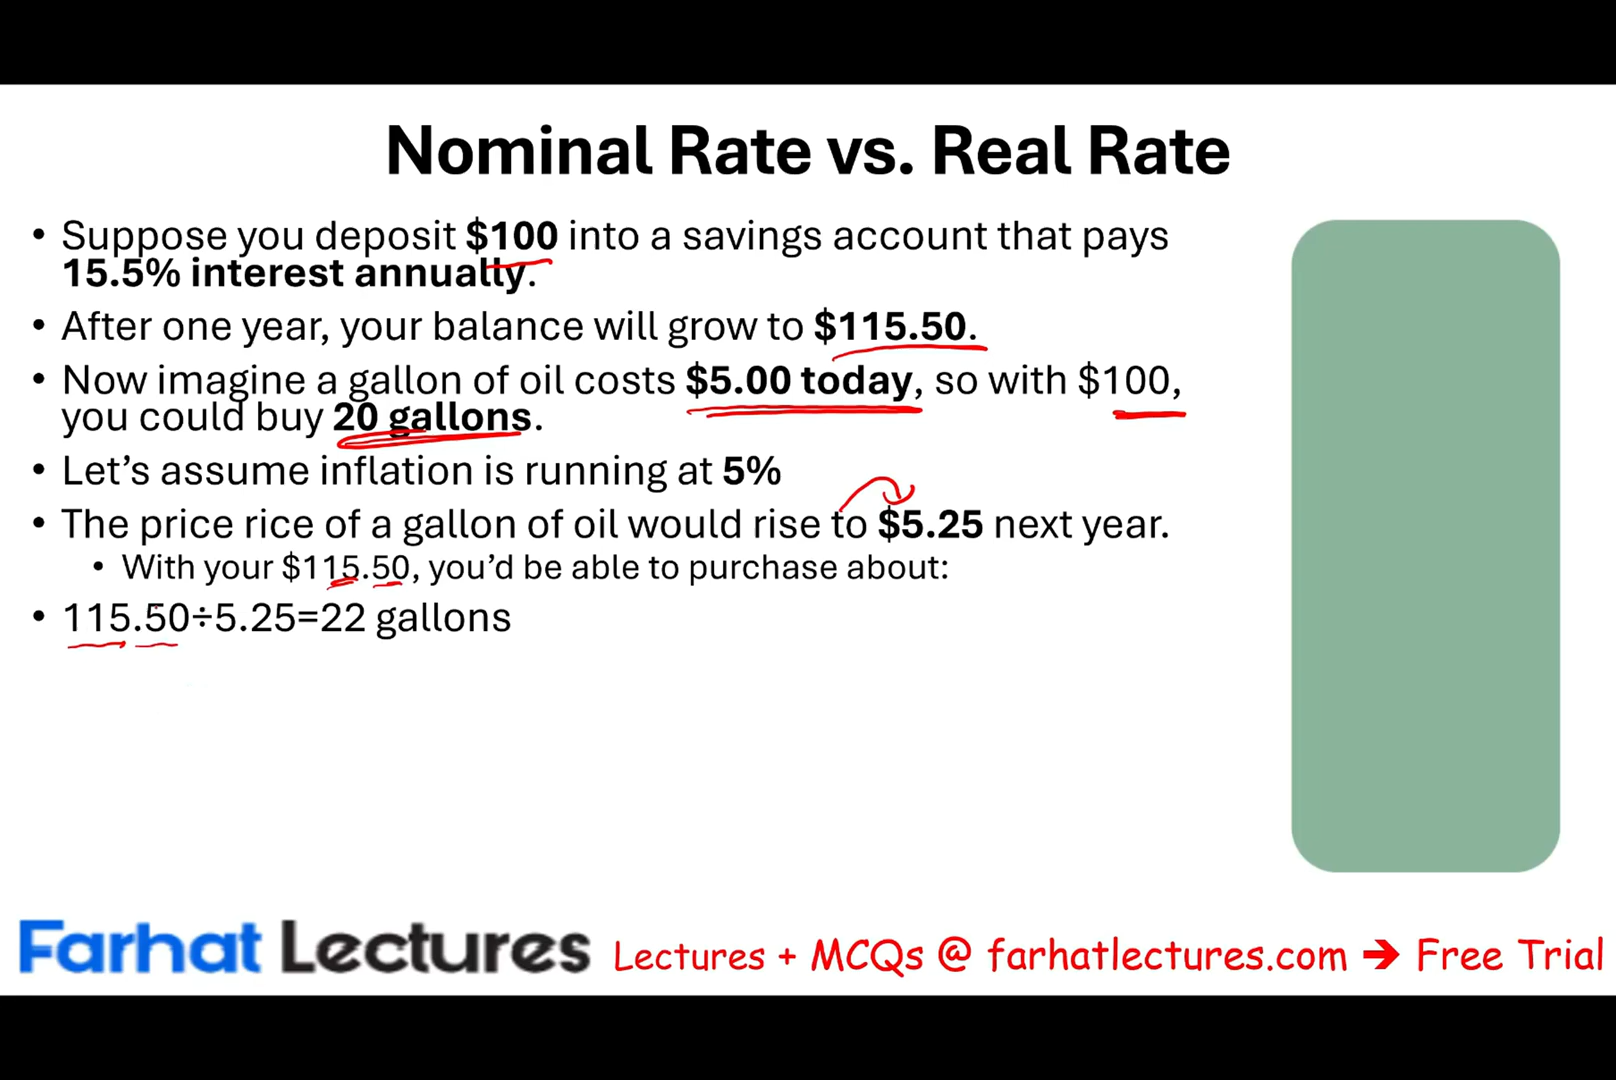 Nominal Rate vs. Real Rate
• Suppose you deposit $100 into a savings account that pays
15.5% interest annually.
• After one year, your balance will grow to $115.50.
• Now imagine a gallon of oil costs $5.00 today, so with $100,
you could buy 20 gallons.
• Let’s assume inflation is running at 5%
• The price rice of a gallon of oil would rise to $5.25 next year.
• With your $115.50, you’d be able to purchase about:
• 115.50÷5.25=22 gallons
Farhat Lectures Lectures + MCQs @ farhatlectures.com ➔ Free Trial